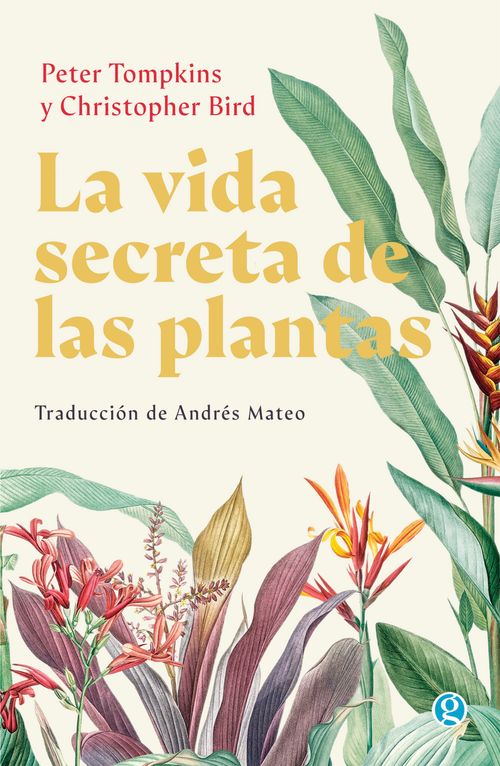 Peter Tompkins
y Christopher Bird
La vida
secreta de
las plantas
Traducción de Andrés Mateo
g